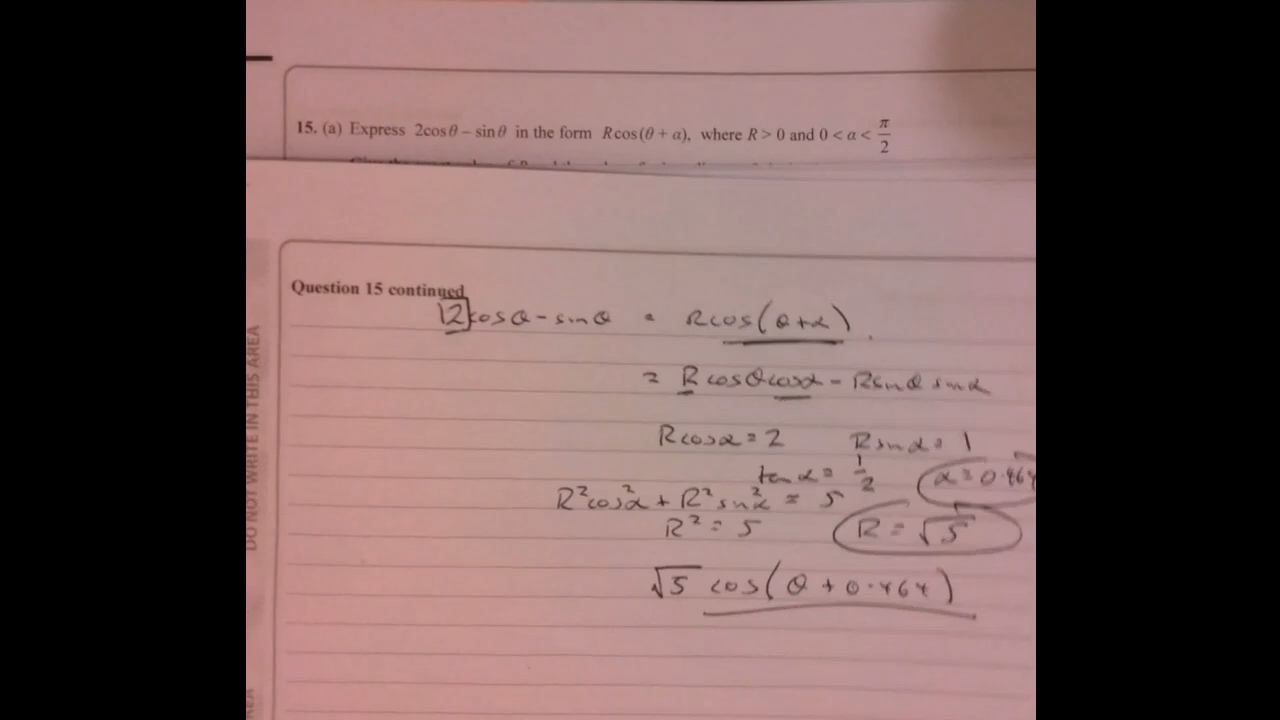 15. (a) Express 2cosθ – sinθ in the form Rcos(θ + α), where R > 0 and 0 < α < π/2
Question 15 continued
2cosθ - sinθ = Rcos(θ+α)
= Rcosθcosα - Rsinθsinα
Rcosα = 2 Rsinα = 1
tanα = 1/2 α = 0.464
R²cos²α + R²sin²α = 5
R² = 5 R = √5
√5 cos(θ + 0.464)
DO NOT WRITE IN THIS AREA